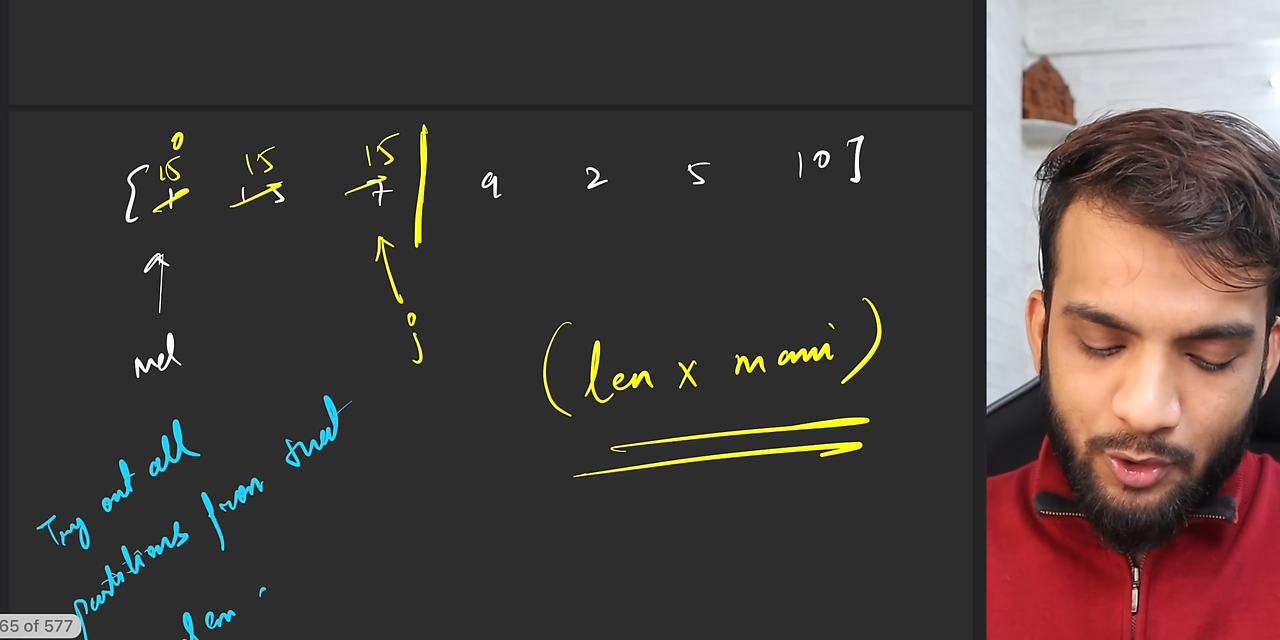 0
15 15 15
[ 1 15 7 | 9 2 5 10 ]
ind
j
(len x maxi)
Try out all
partitions from ind
len
65 of 577